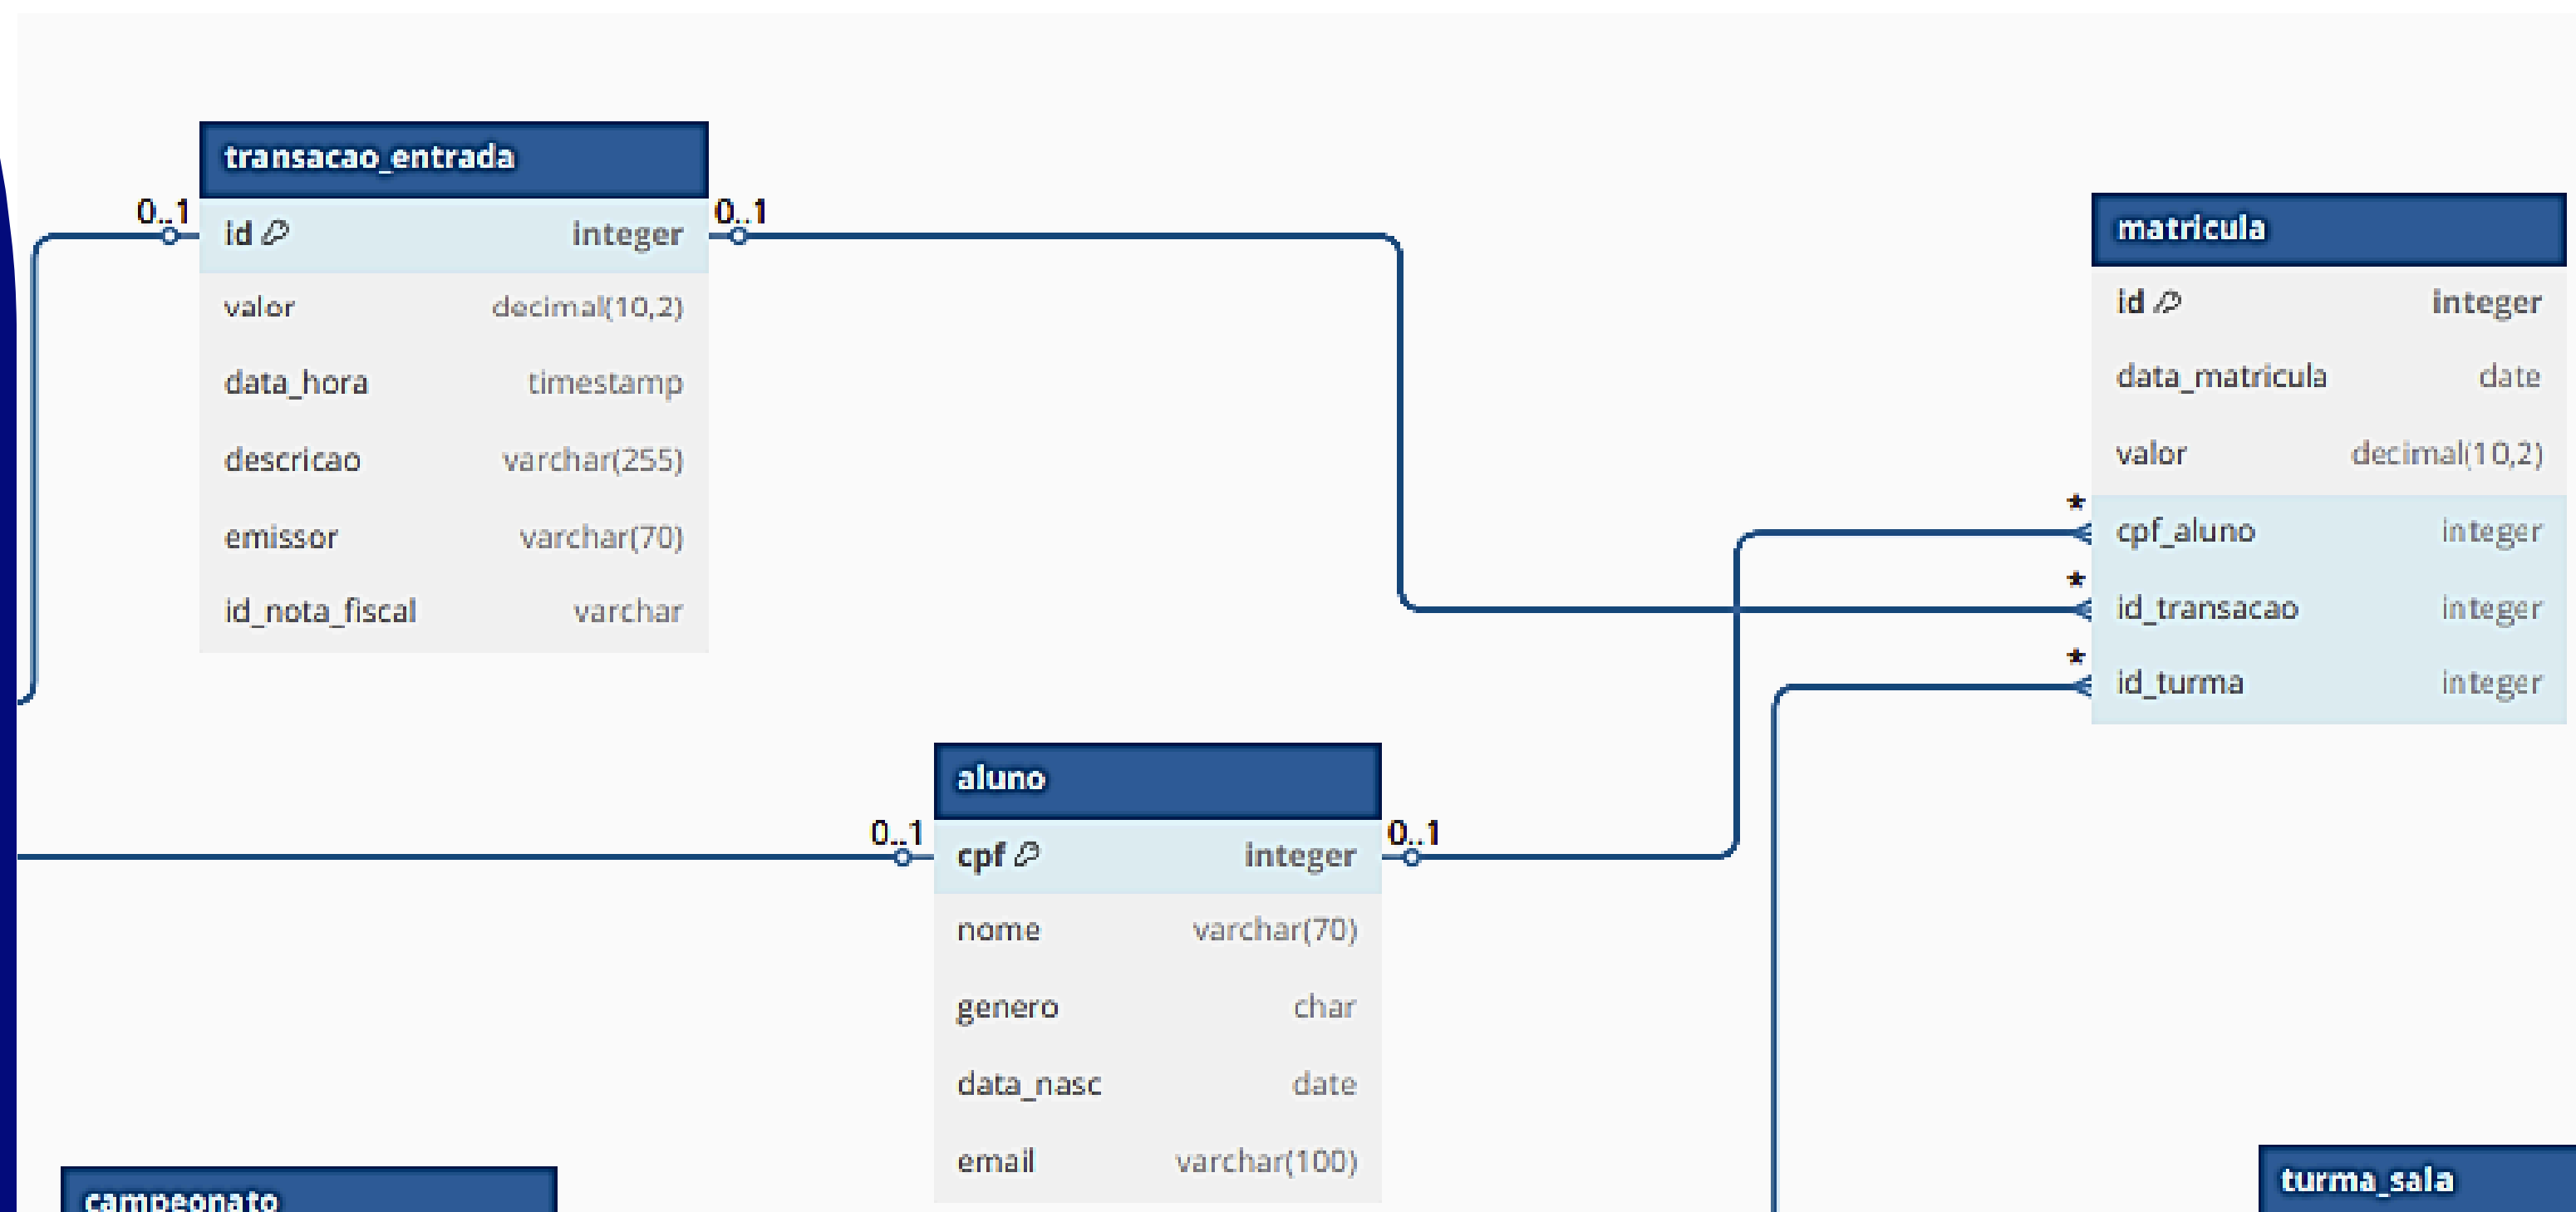 transacao_entrada
0..1
0..1
id integer
valor decimal(10,2)
data_hora timestamp
descricao varchar(255)
emissor varchar(70)
id_nota_fiscal varchar
matricula
id integer
data_matricula date
valor decimal(10,2)
*
cpf_aluno integer
*
id_transacao integer
*
id_turma integer
aluno
0..1
0..1
cpf integer
nome varchar(70)
genero char
data_nasc date
email varchar(100)
campeonato
turma_sala